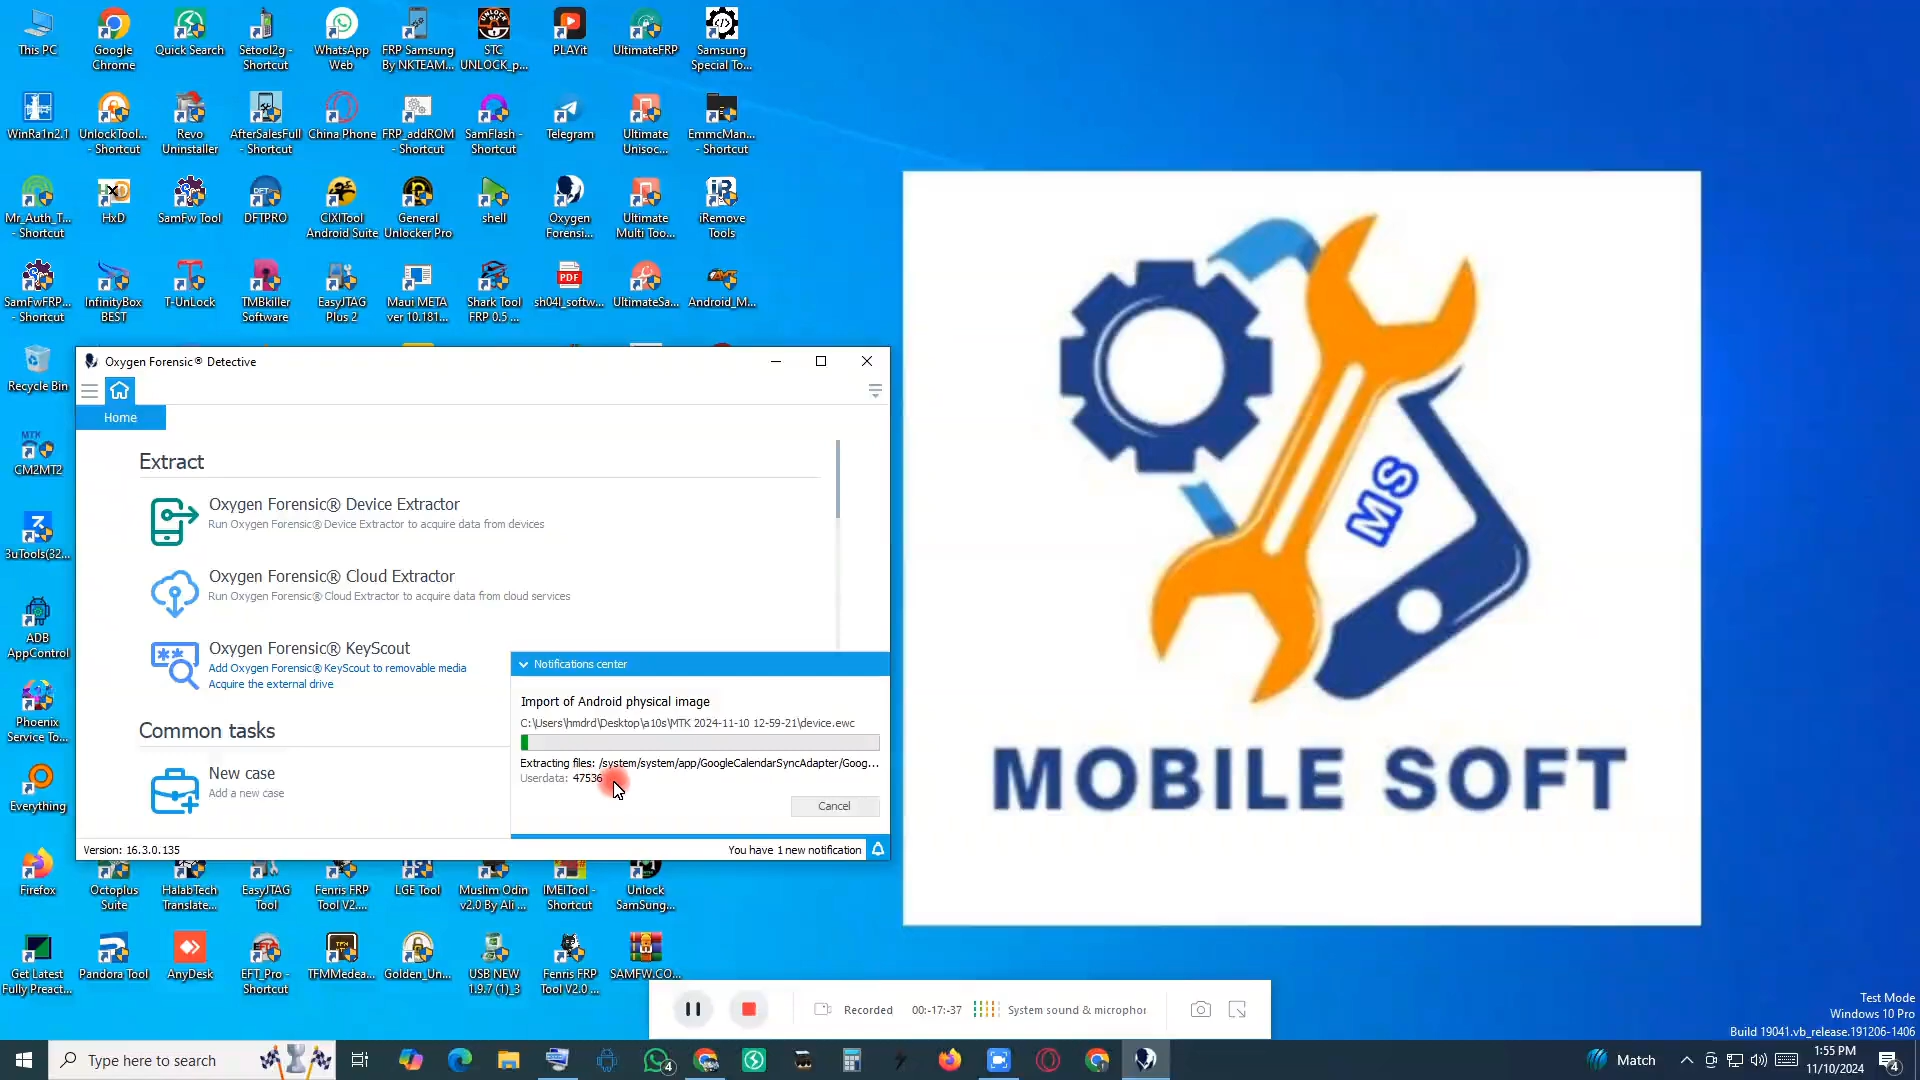 This PC
Google
Chrome
Quick Search
Setool2g -
Shortcut
WhatsApp
Web
FRP Samsung
By NKTEAM...
STC
UNLOCK_p...
PLAYit
UltimateFRP
Samsung
Special To...
WinRa1n2.1
UnlockTool...
- Shortcut
Revo
Uninstaller
AfterSalesFull
- Shortcut
China Phone
FRP_addROM
- Shortcut
SamFlash -
Shortcut
Telegram
Ultimate
Unisoc...
EmmcMan...
- Shortcut
Mr_Auth_T...
- Shortcut
HxD
SamFw Tool
DFTPRO
CIXITool
Android Suite
General
Unlocker Pro
shell
Oxygen
Forensi...
Ultimate
Multi Too...
iRemove
Tools
SamFwFRP...
- Shortcut
InfinityBox
BEST
T-UnLock
TMBkiller
Software
EasyJTAG
Plus 2
Maui META
ver 10.181...
Shark Tool
FRP 0.5 ...
PDF
sh04l_softw...
UltimateSa...
Android_M...
Recycle Bin
MTK
CM2MT2
3uTools(32...
ADB
AppControl
Phoenix
Service To...
Everything
Oxygen Forensic® Detective
Home
Extract
Oxygen Forensic® Device Extractor
Run Oxygen Forensic® Device Extractor to acquire data from devices
Oxygen Forensic® Cloud Extractor
Run Oxygen Forensic® Cloud Extractor to acquire data from cloud services
Oxygen Forensic® KeyScout
Add Oxygen Forensic® KeyScout to removable media
Acquire the external drive
Common tasks
New case
Add a new case
Notifications center
Import of Android physical image
C:\Users\hmdrd\Desktop\a10s\MTK 2024-11-10 12-59-21\device.ewc
Extracting files: /system/system/app/GoogleCalendarSyncAdapter/Goog...
Userdata: 47536
Cancel
Version: 16.3.0.135
You have 1 new notification
MS
MOBILE SOFT
Firefox
Octoplus
Suite
HalabTech
Translate...
EasyJTAG
Tool
Fenris FRP
Tool V2....
LGE Tool
Muslim Odin
v2.0 By Ali ...
IMEITool -
Shortcut
Unlock
SamSung...
Get Latest
Fully Preact...
Pandora Tool
AnyDesk
EFT_Pro -
Shortcut
TFMMedea...
Golden_Un...
USB NEW
1.9.7 (1)_3
Fenris FRP
Tool V2.0 ...
SAMFW.CO...
Recorded
00:-17:-37
System sound & microphor
Test Mode
Windows 10 Pro
Build 19041.vb_release.191206-1406
Type here to search
4
Match
1:55 PM
11/10/2024
4